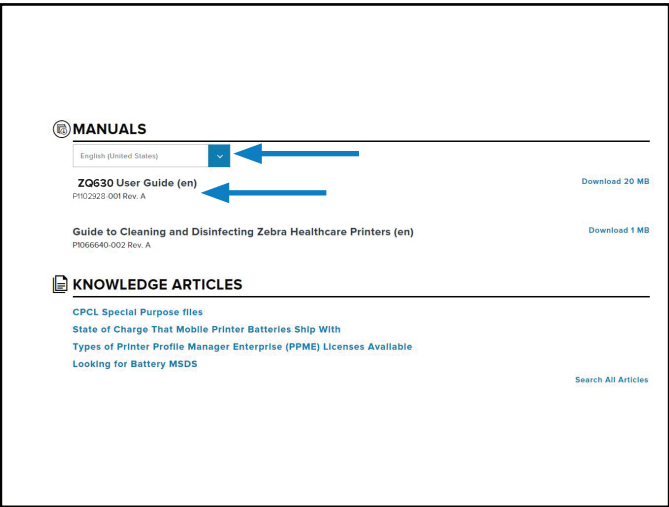 MANUALS
English (United States)
ZQ630 User Guide (en)
Download 20 MB
P1102928-001 Rev. A
Guide to Cleaning and Disinfecting Zebra Healthcare Printers (en)
Download 1 MB
P1066640-002 Rev. A
KNOWLEDGE ARTICLES
CPCL Special Purpose files
State of Charge That Mobile Printer Batteries Ship With
Types of Printer Profile Manager Enterprise (PPME) Licenses Available
Looking for Battery MSDS
Search All Articles